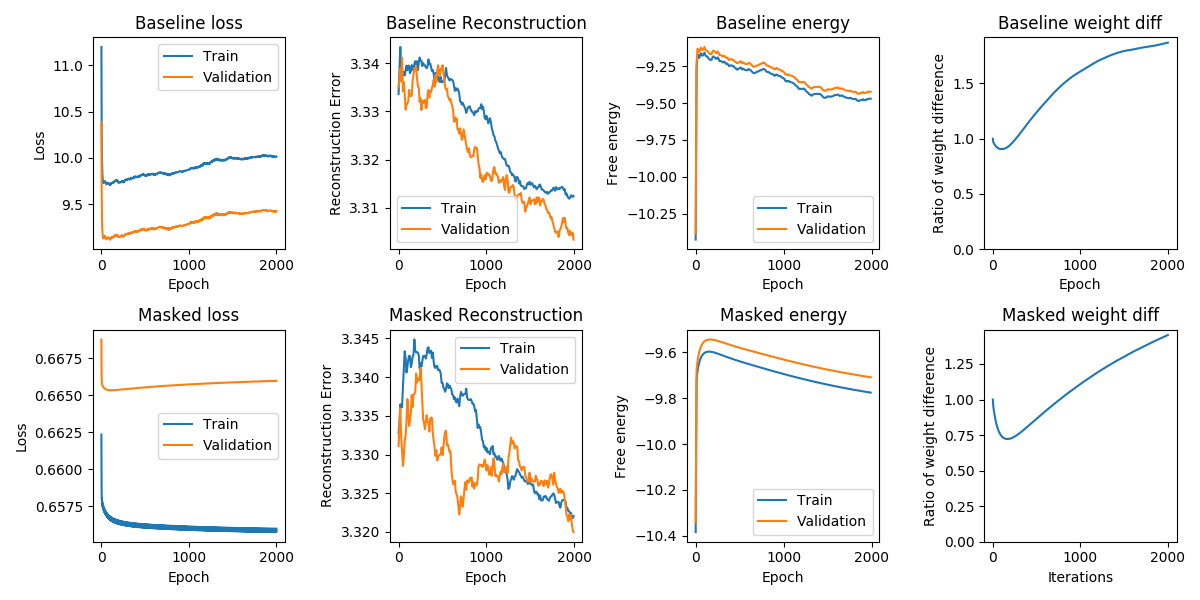 Baseline loss
11.0
10.5
10.0
9.5
Loss
Train
Validation
0 1000 2000
Epoch
Baseline Reconstruction
3.34
3.33
3.32
3.31
Reconstruction Error
Train
Validation
0 1000 2000
Epoch
Baseline energy
−9.25
−9.50
−9.75
−10.00
−10.25
Free energy
Train
Validation
0 1000 2000
Epoch
Baseline weight diff
1.5
1.0
0.5
0.0
Ratio of weight difference
0 1000 2000
Epoch
Masked loss
0.6675
0.6650
0.6625
0.6600
0.6575
Loss
Train
Validation
0 1000 2000
Epoch
Masked Reconstruction
3.345
3.340
3.335
3.330
3.325
3.320
Reconstruction Error
Train
Validation
0 1000 2000
Epoch
Masked energy
−9.6
−9.8
−10.0
−10.2
−10.4
Free energy
Train
Validation
0 1000 2000
Epoch
Masked weight diff
1.25
1.00
0.75
0.50
0.25
0.00
Ratio of weight difference
0 1000 2000
Iterations